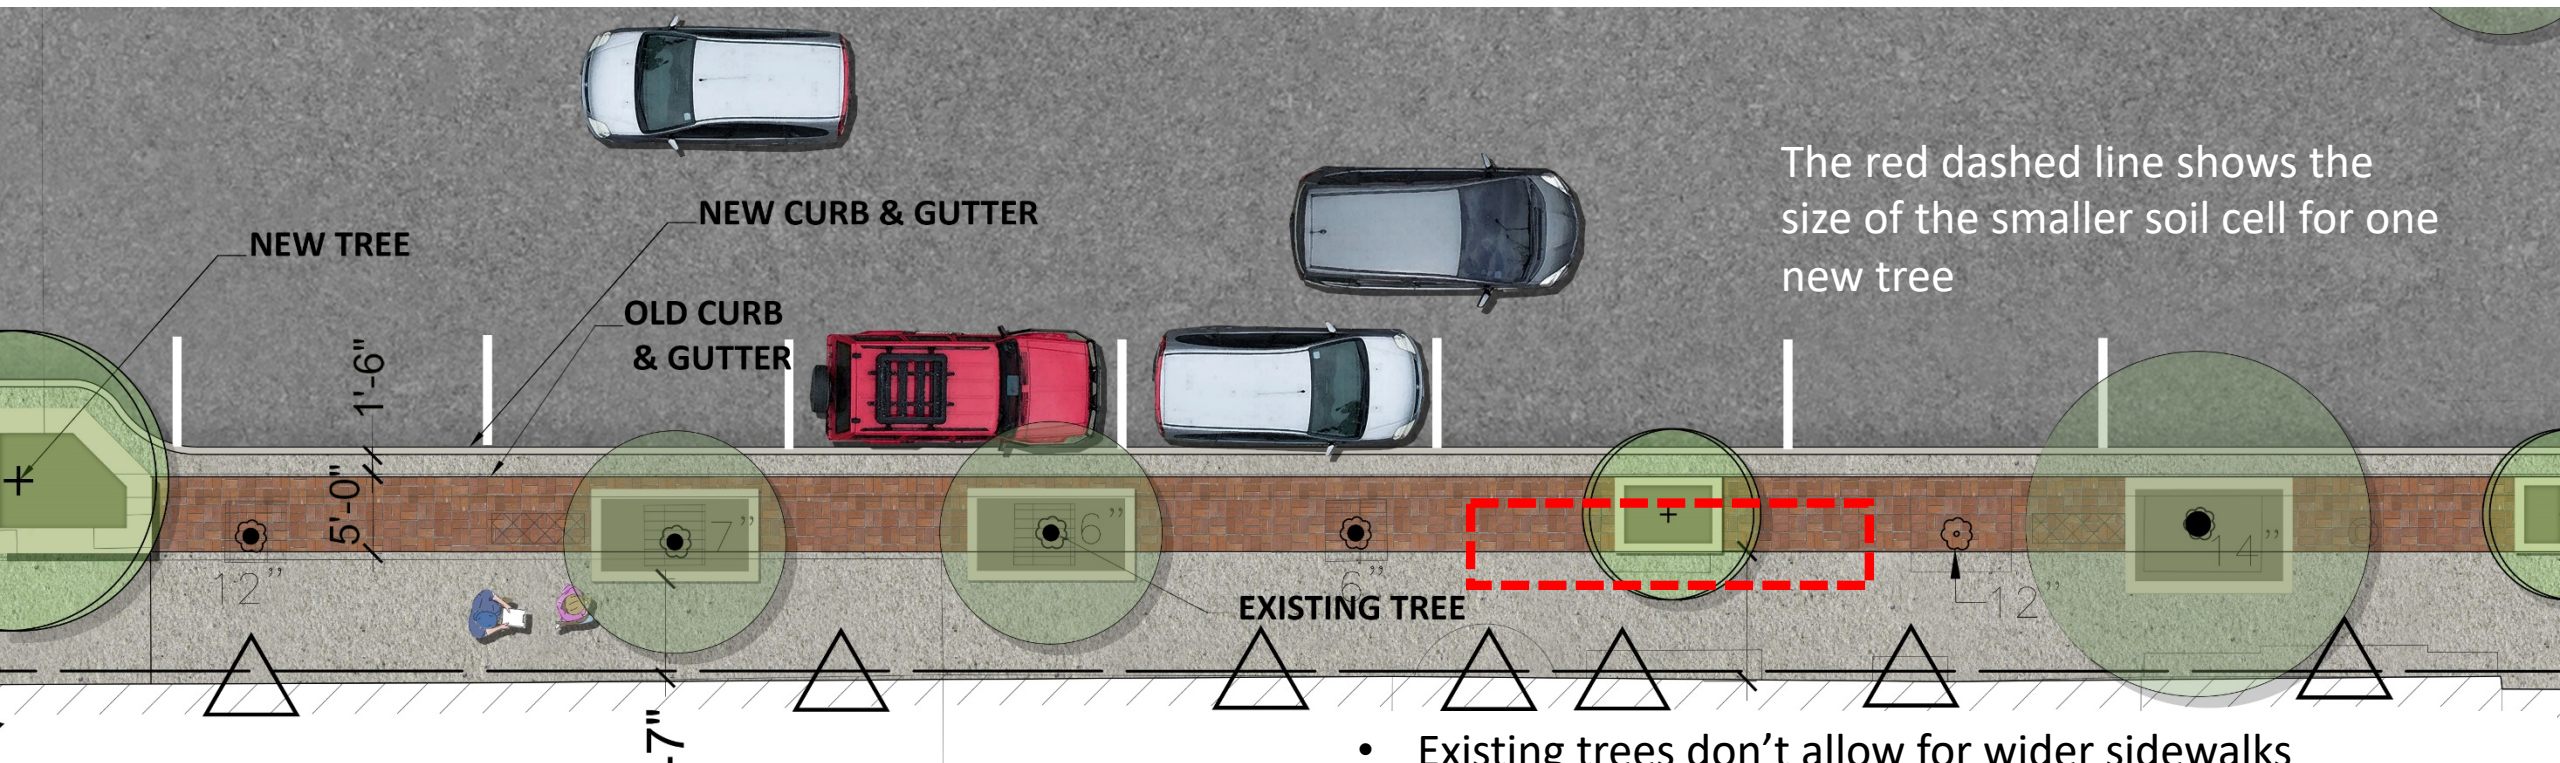 The red dashed line shows the
size of the smaller soil cell for one
new tree
NEW CURB & GUTTER
NEW TREE
OLD CURB
& GUTTER
1'-6"
5'-0"
7”
6”
12”
6”
12”
14”
EXISTING TREE
-7"
• Existing trees don’t allow for wider sidewalks